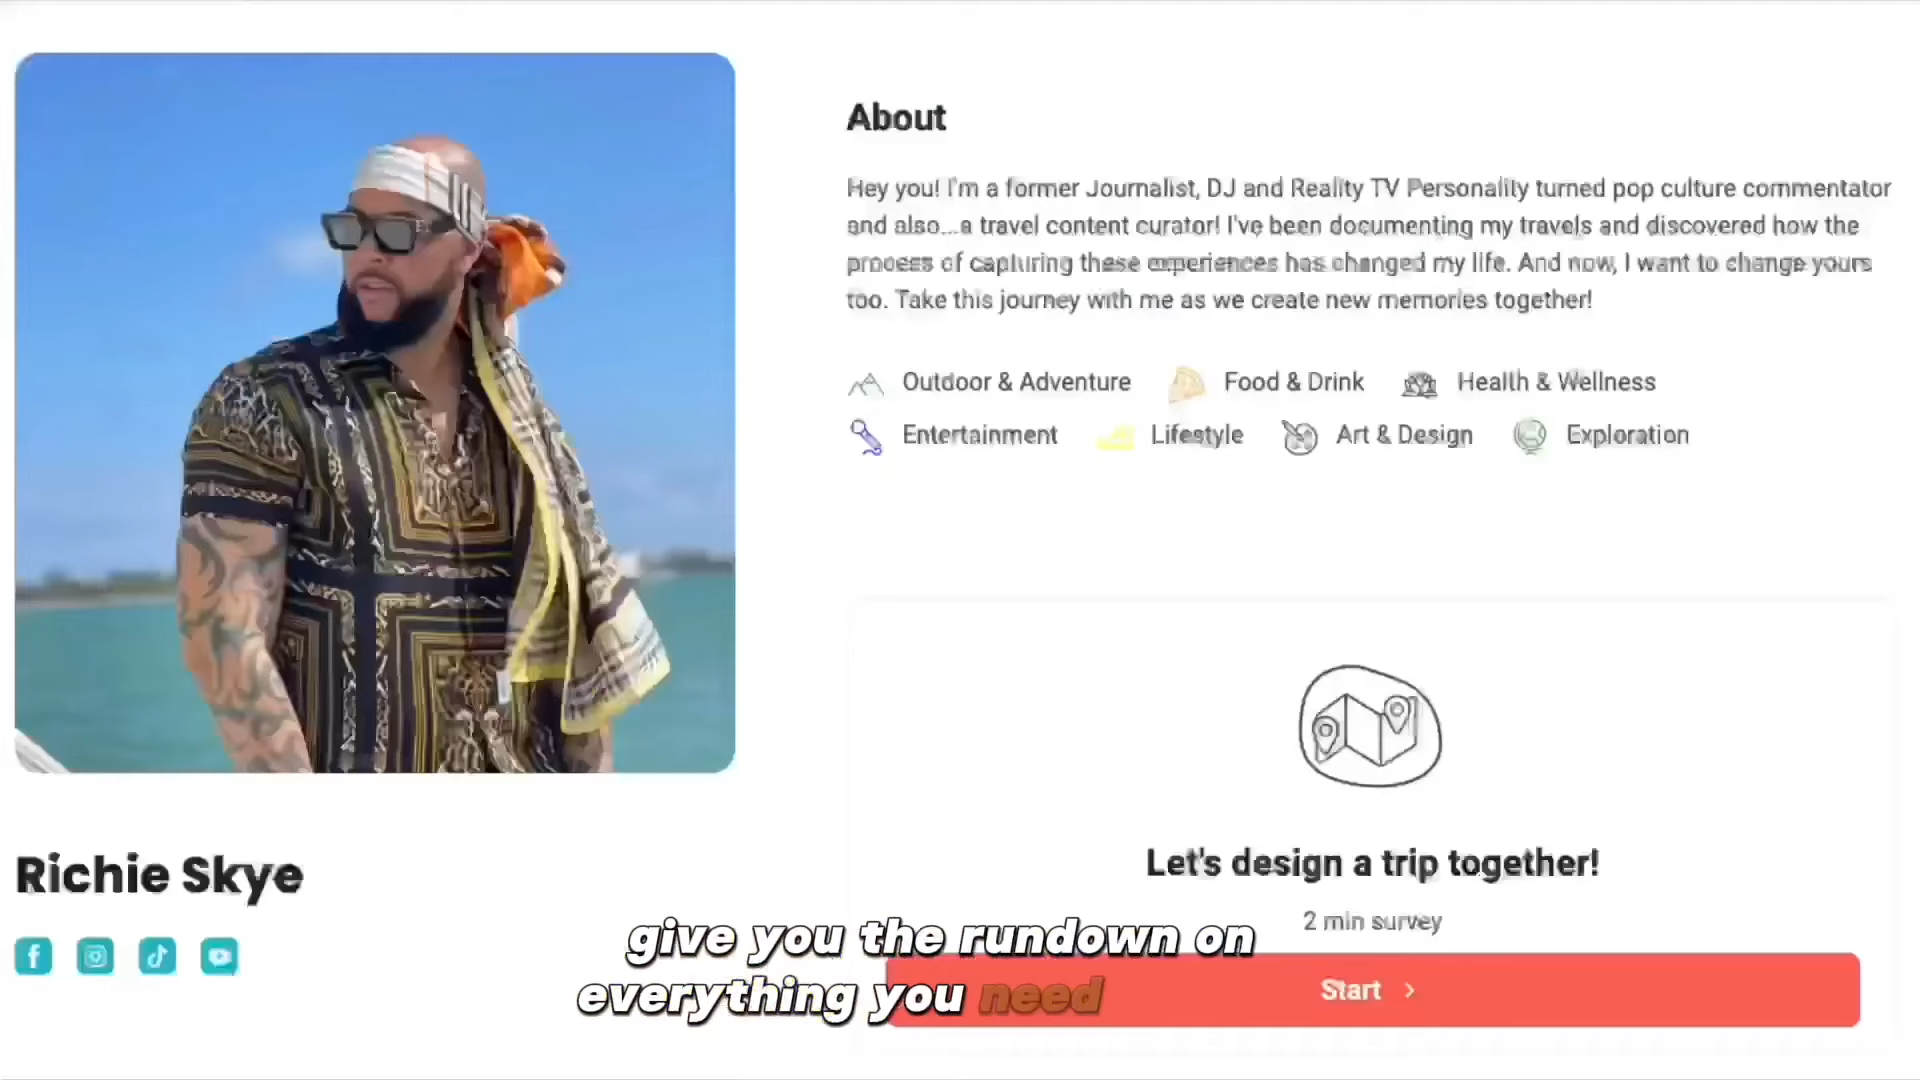 About
Hey you! I'm a former Journalist, DJ and Reality TV Personality turned pop culture commentator
and also...a travel content curator! I've been documenting my travels and discovered how the
process of capturing these experiences has changed my life. And now, I want to change yours
too. Take this journey with me as we create new memories together!
Outdoor & Adventure Food & Drink Health & Wellness
Entertainment Lifestyle Art & Design Exploration
Richie Skye
Let's design a trip together!
2 min survey
Start >
give you the rundown on
everything you need